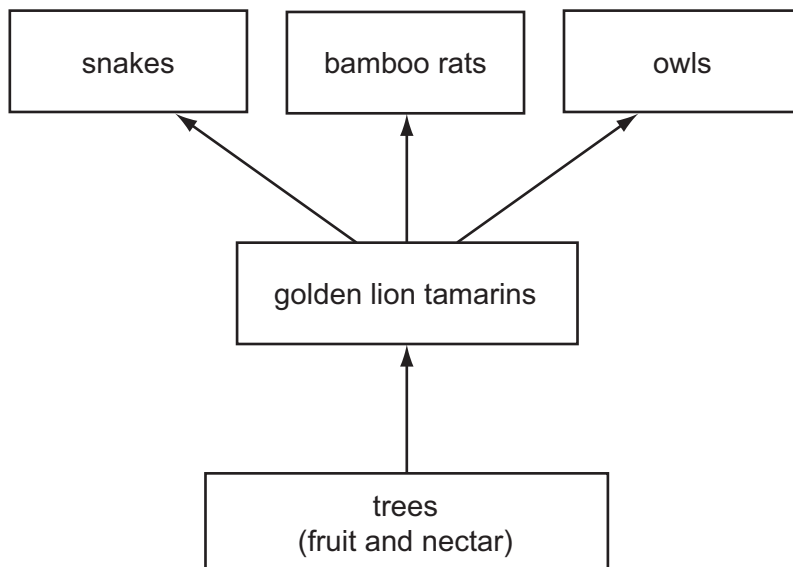 snakes
bamboo rats
owls
golden lion tamarins
trees
(fruit and nectar)